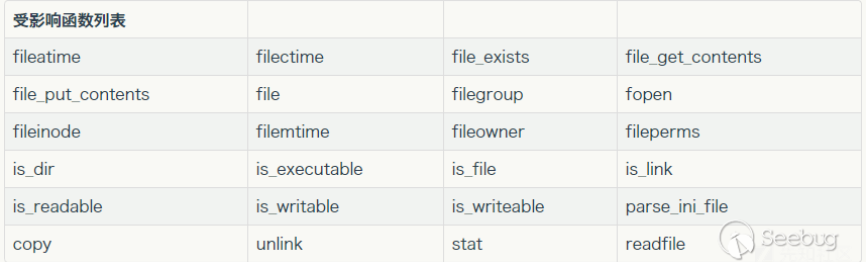 受影响函数列表
fileatime filectime file_exists file_get_contents
file_put_contents file filegroup fopen
fileinode filemtime fileowner fileperms
is_dir is_executable is_file is_link
is_readable is_writable is_writeable parse_ini_file
copy unlink stat readfile
Seebug